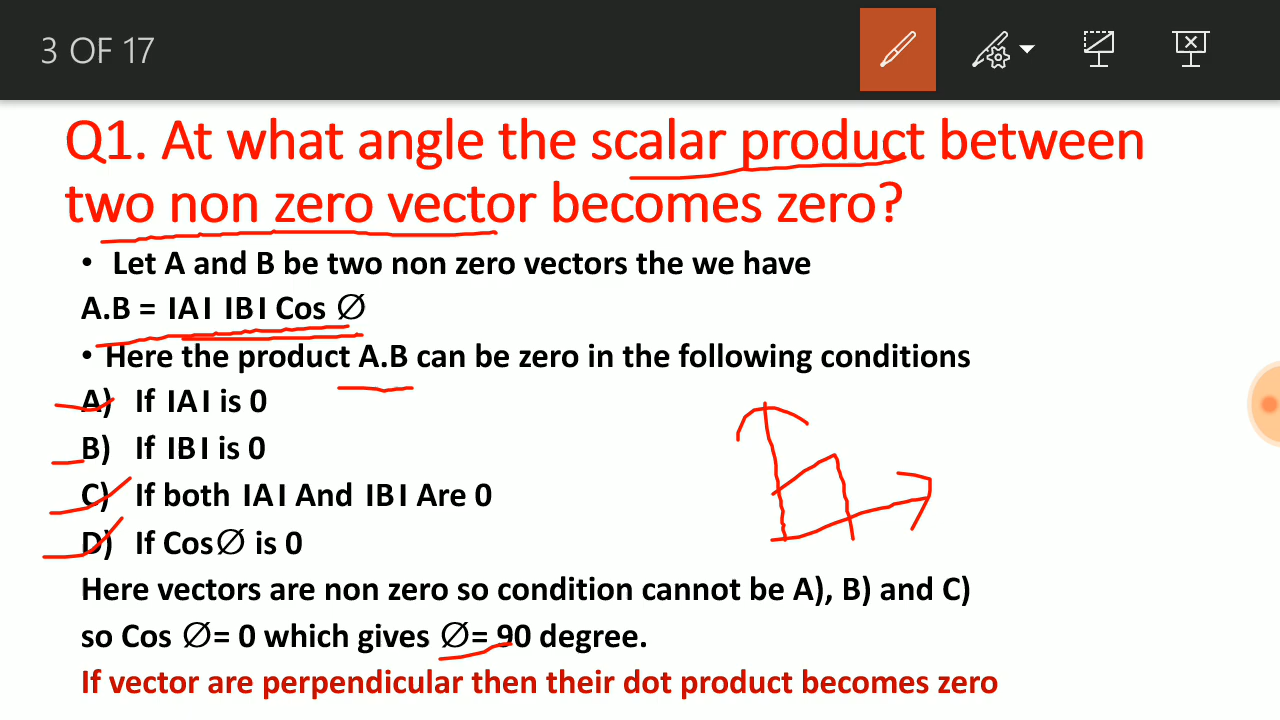 3 OF 17
Q1. At what angle the scalar product between
two non zero vector becomes zero?
• Let A and B be two non zero vectors the we have
A.B = IAI IBI Cos ∅
• Here the product A.B can be zero in the following conditions
A) If IAI is 0
B) If IBI is 0
C) If both IAI And IBI Are 0
D) If Cos∅ is 0
Here vectors are non zero so condition cannot be A), B) and C)
so Cos ∅= 0 which gives ∅= 90 degree.
If vector are perpendicular then their dot product becomes zero